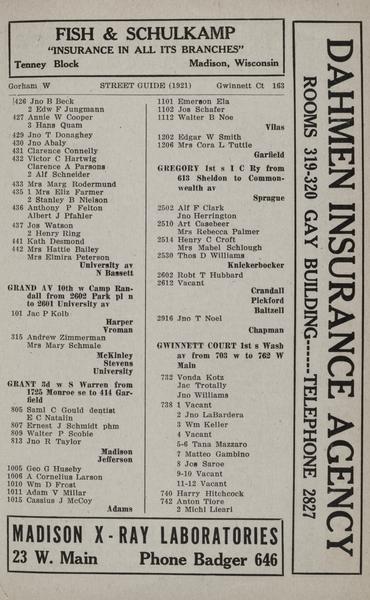 FISH & SCHULKAMP
"INSURANCE IN ALL ITS BRANCHES"
Tenney Block Madison, Wisconsin
Gorham W STREET GUIDE (1921) Gwinnett Ct 163
426 Jno B Beck
2 Edw F Jungmann
427 Annie W Cooper
3 Hans Quam
429 Jno T Donaghey
430 Jno Abaly
431 Clarence Connelly
432 Victor C Hartwig
Clarence A Parsons
2 Alf Schneider
433 Mrs Marg Rodermund
435 1 Mrs Eliz Farmer
2 Stanley B Nielson
436 Anthony P Felton
Albert J Pfahler
437 Jos Watson
2 Henry Ring
441 Kath Desmond
442 Mrs Hattie Bailey
Mrs Elmira Peterson
University av
N Bassett
GRAND AV 10th w Camp Ran-
dall from 2602 Park pl n
to 2601 University av
101 Jac P Kolb
Harper
Vroman
315 Andrew Zimmerman
Mrs Mary Schmale
McKinley
Stevens
University
GRANT 3d w S Warren from
1725 Monroe se to 414 Gar-
field
805 Saml C Gould dentist
E C Natalin
807 Ernest J Schmidt phm
809 Walter P Scobie
813 Jno R Taylor
Madison
Jefferson
1005 Geo G Huseby
1006 A Cornelius Larson
1010 Wm D Frost
1011 Adam V Millar
1015 Cassius J McCoy
Adams
1101 Emerson Ela
1102 Jos Schafer
1112 Walter B Noe
Vilas
1202 Edgar W Smith
1206 Mrs Cora L Tuttle
Garfield
GREGORY 1st s I C Ry from
613 Sheldon to Common-
wealth av
Sprague
2502 Alf F Clark
Jno Herrington
2510 Art Casebeer
Mrs Rebecca Palmer
2514 Henry C Croft
Mrs Mabel Schlough
2530 Thos D Williams
Knickerbocker
2602 Robt T Hubbard
2612 Vacant
Crandall
Pickford
Baltzell
2916 Jno T Noel
Chapman
GWINNETT COURT 1st s Wash
av from 703 w to 762 W
Main
732 Vonda Kotz
Jac Trotally
Jno Williams
738 1 Vacant
2 Jno LaBardera
3 Wm Keller
4 Vacant
5-6 Tana Mazzaro
7 Matteo Gambino
8 Jos Saroe
9-10 Vacant
11-12 Vacant
740 Harry Hitchcock
742 Anton Tiore
2 Michl Licari
DAHMEN INSURANCE AGENCY
ROOMS 319-320 GAY BUILDING------TELEPHONE 2827
MADISON X-RAY LABORATORIES
23 W. Main Phone Badger 646